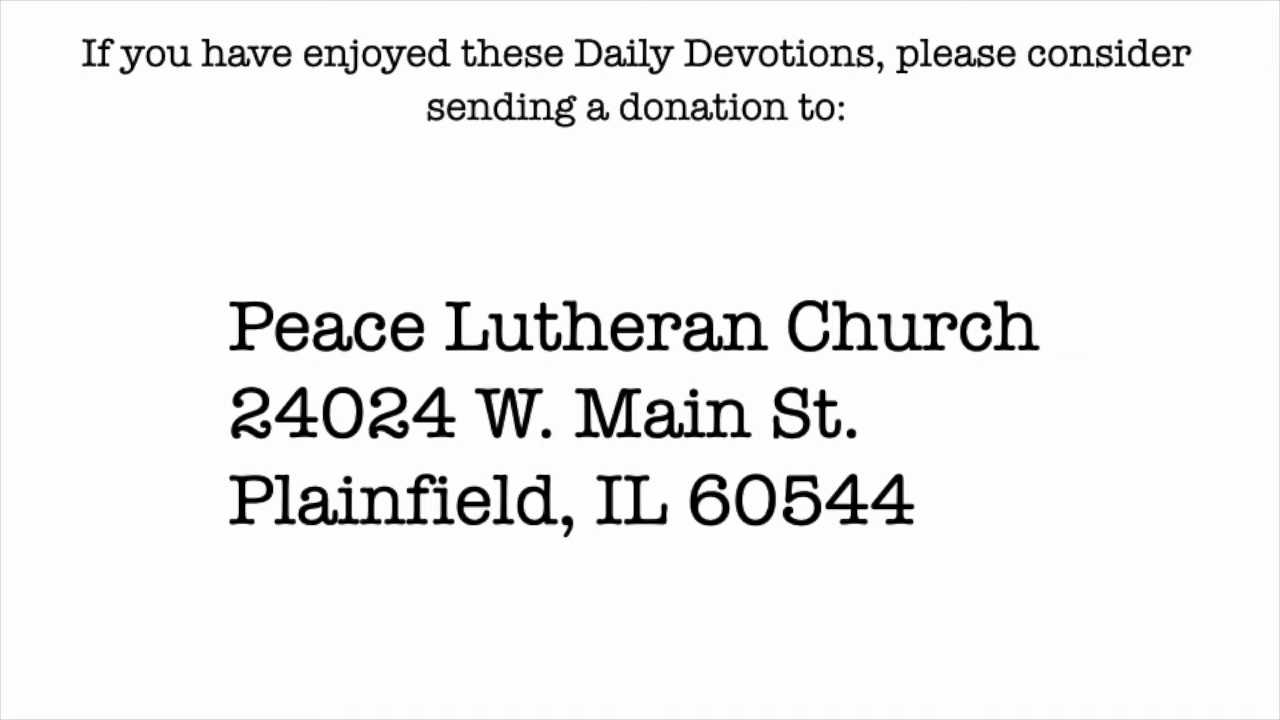 If you have enjoyed these Daily Devotions, please consider
sending a donation to:
Peace Lutheran Church
24024 W. Main St.
Plainfield, IL 60544